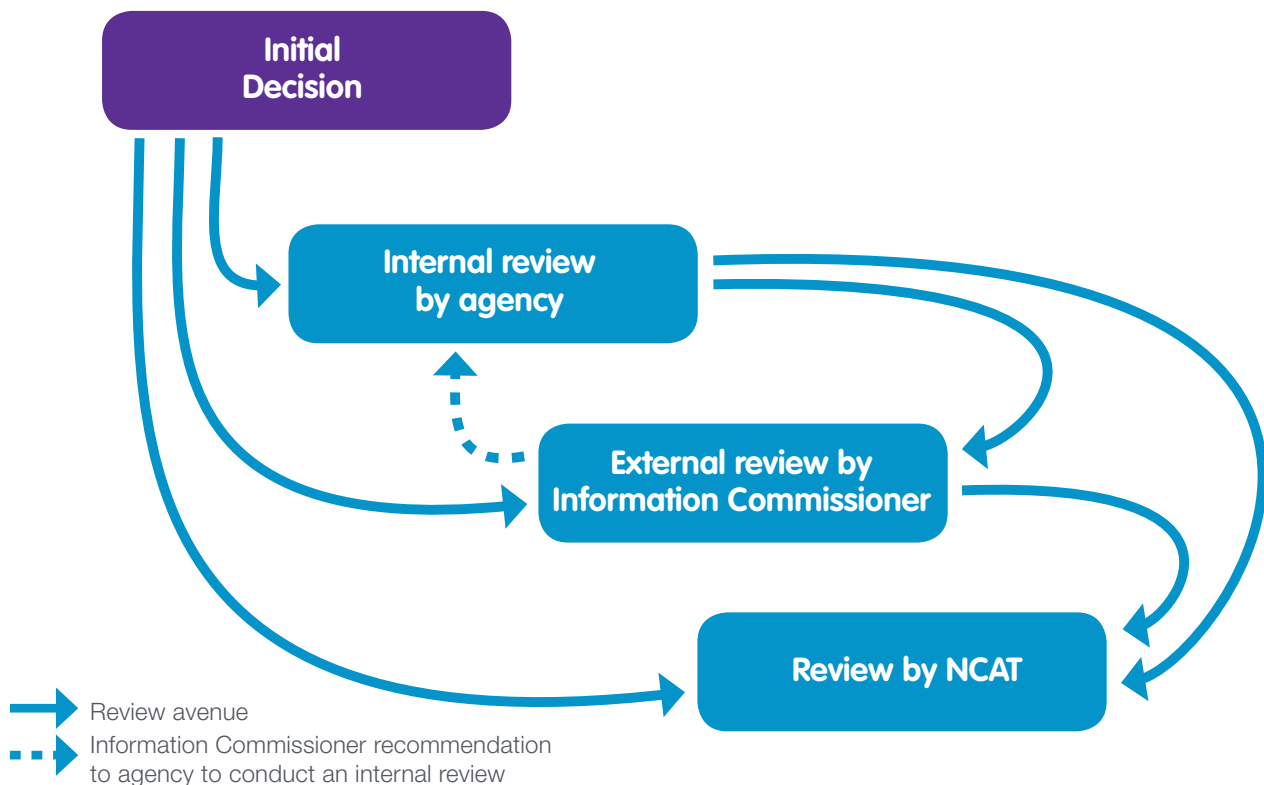 Initial
Decision
Internal review
by agency
External review by
Information Commissioner
Review by NCAT
Review avenue
Information Commissioner recommendation
to agency to conduct an internal review